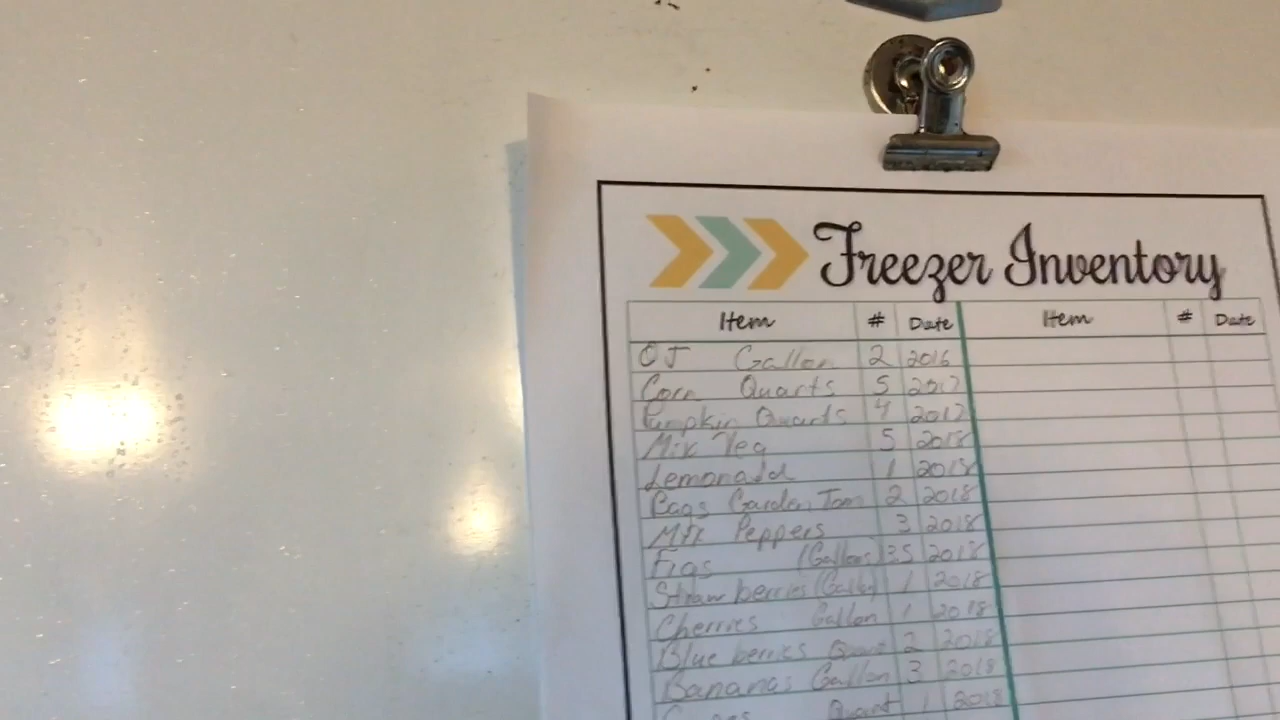 Freezer Inventory
Item # Date Item # Date
OJ Gallon 2 2016
Corn Quarts 5 2017
Pumpkin Quarts 4 2017
Mix Veg 5 2018
Lemonade 1 2018
Bags Garden Tom 2 2018
Mix Peppers 3 2018
Figs (Gallons) 3.5 2018
Strawberries (Gallon) 1 2018
Cherries Gallon 1 2018
Blueberries Quart 2 2018
Bananas Gallon 3 2018
Quart 1 2018